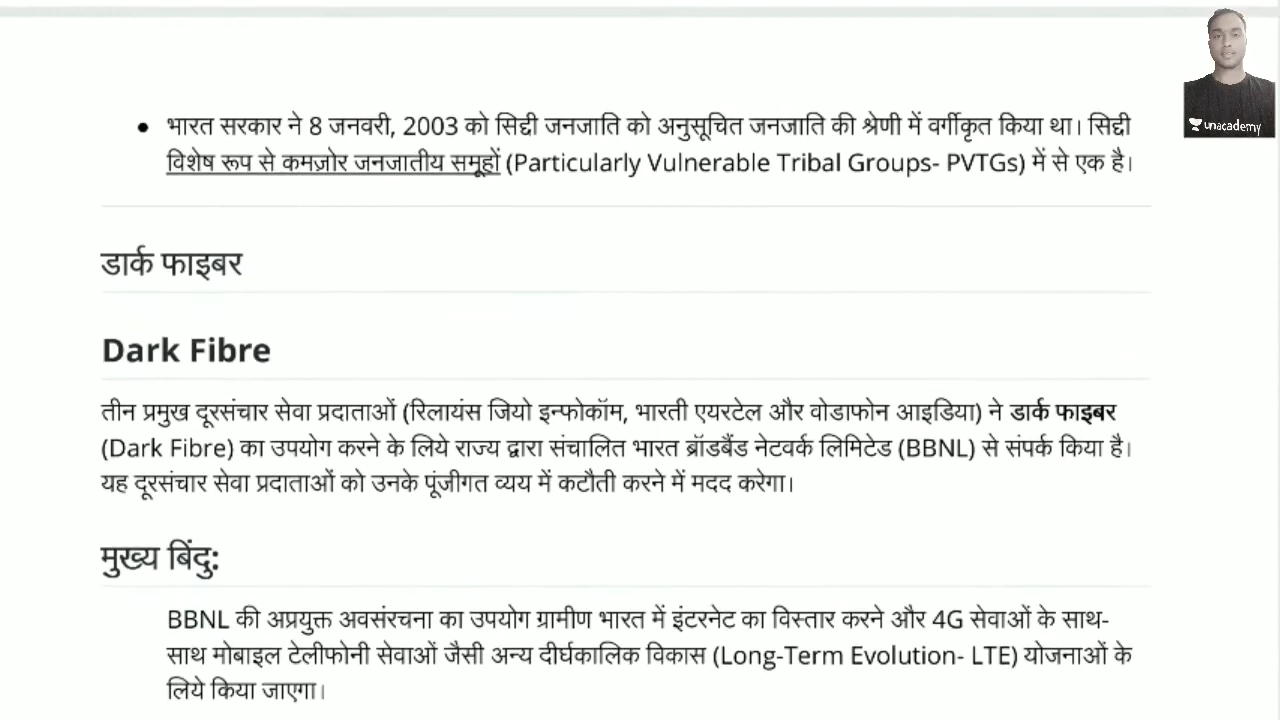 unacademy
• भारत सरकार ने 8 जनवरी, 2003 को सिद्दी जनजाति को अनुसूचित जनजाति की श्रेणी में वर्गीकृत किया था। सिद्दी
विशेष रूप से कमज़ोर जनजातीय समूहों (Particularly Vulnerable Tribal Groups- PVTGs) में से एक है।
डार्क फाइबर
Dark Fibre
तीन प्रमुख दूरसंचार सेवा प्रदाताओं (रिलायंस जियो इन्फोकॉम, भारती एयरटेल और वोडाफोन आइडिया) ने डार्क फाइबर
(Dark Fibre) का उपयोग करने के लिये राज्य द्वारा संचालित भारत ब्रॉडबैंड नेटवर्क लिमिटेड (BBNL) से संपर्क किया है।
यह दूरसंचार सेवा प्रदाताओं को उनके पूंजीगत व्यय में कटौती करने में मदद करेगा।
मुख्य बिंदु:
BBNL की अप्रयुक्त अवसंरचना का उपयोग ग्रामीण भारत में इंटरनेट का विस्तार करने और 4G सेवाओं के साथ-
साथ मोबाइल टेलीफोनी सेवाओं जैसी अन्य दीर्घकालिक विकास (Long-Term Evolution- LTE) योजनाओं के
लिये किया जाएगा।